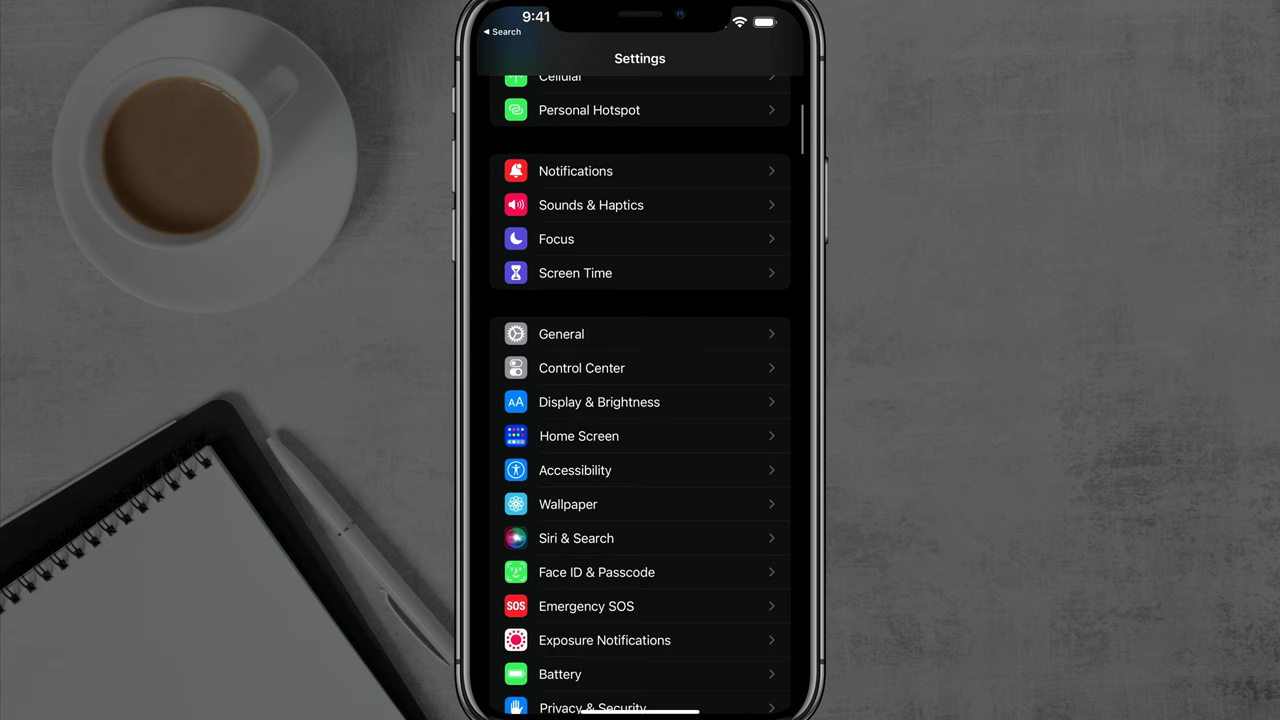 9:41
◀ Search
Settings
Cellular
Personal Hotspot
Notifications
Sounds & Haptics
Focus
Screen Time
General
Control Center
AA Display & Brightness
Home Screen
Accessibility
Wallpaper
Siri & Search
Face ID & Passcode
SOS Emergency SOS
Exposure Notifications
Battery
Privacy & Security